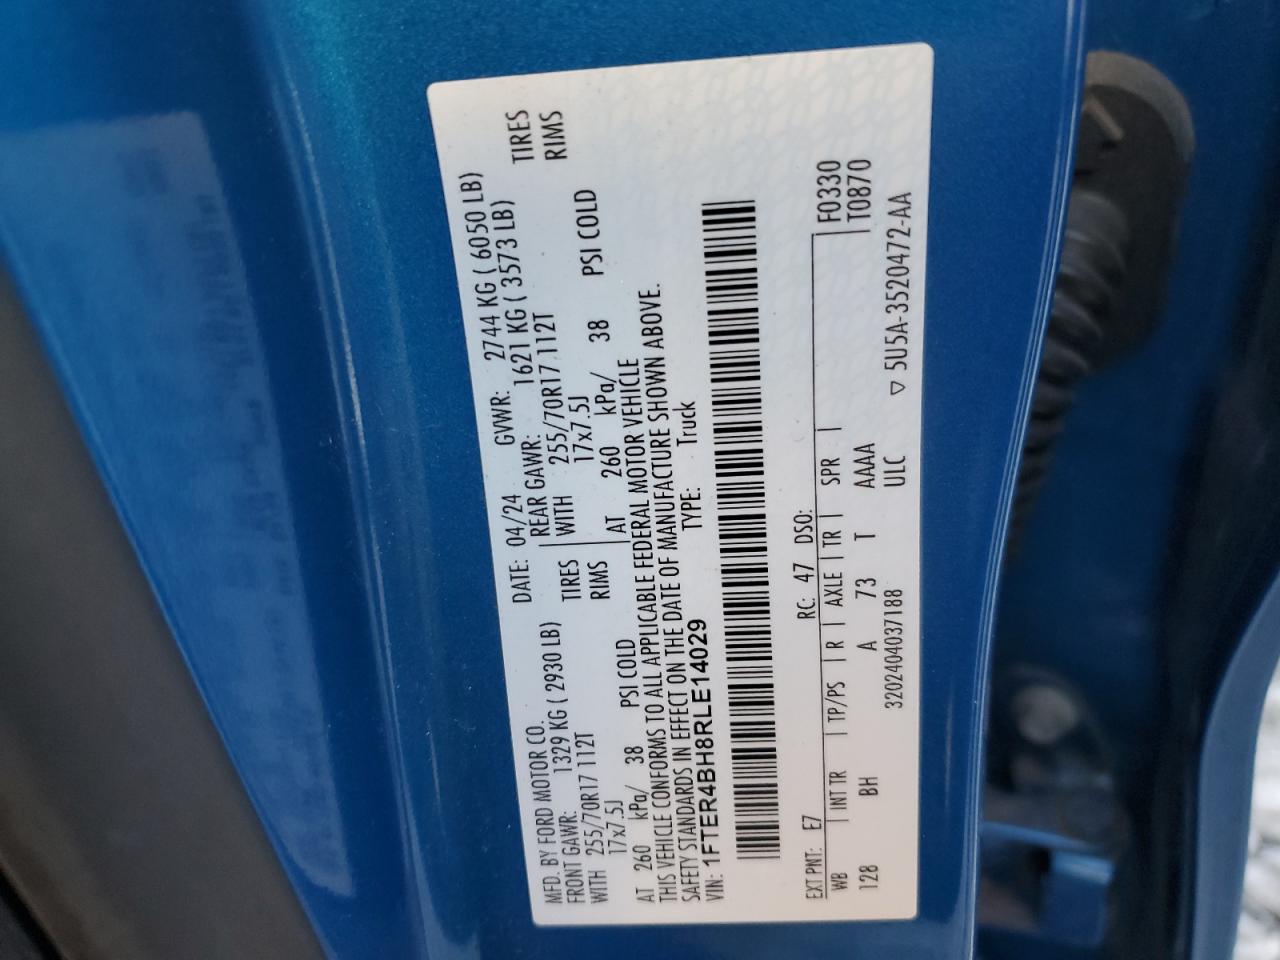 MFD. BY FORD MOTOR CO.
DATE: 04/24 GVWR: 2744 KG ( 6050 LB)
FRONT GAWR: 1329 KG ( 2930 LB) REAR GAWR: 1621 KG ( 3573 LB)
WITH 255/70R17 112T TIRES WITH 255/70R17 112T TIRES
17x7.5J RIMS 17x7.5J RIMS
AT 260 kPa/ 38 PSI COLD AT 260 kPa/ 38 PSI COLD
THIS VEHICLE CONFORMS TO ALL APPLICABLE FEDERAL MOTOR VEHICLE
SAFETY STANDARDS IN EFFECT ON THE DATE OF MANUFACTURE SHOWN ABOVE.
VIN: 1FTER4BH8RLE14029 TYPE: Truck
EXT PNT: E7 RC: 47 DSO: F0330
WB INT TR TP/PS R AXLE TR SPR T0870
128 BH A 73 T AAAA
3202404037188 ULC ▽ 5U5A-3520472-AA